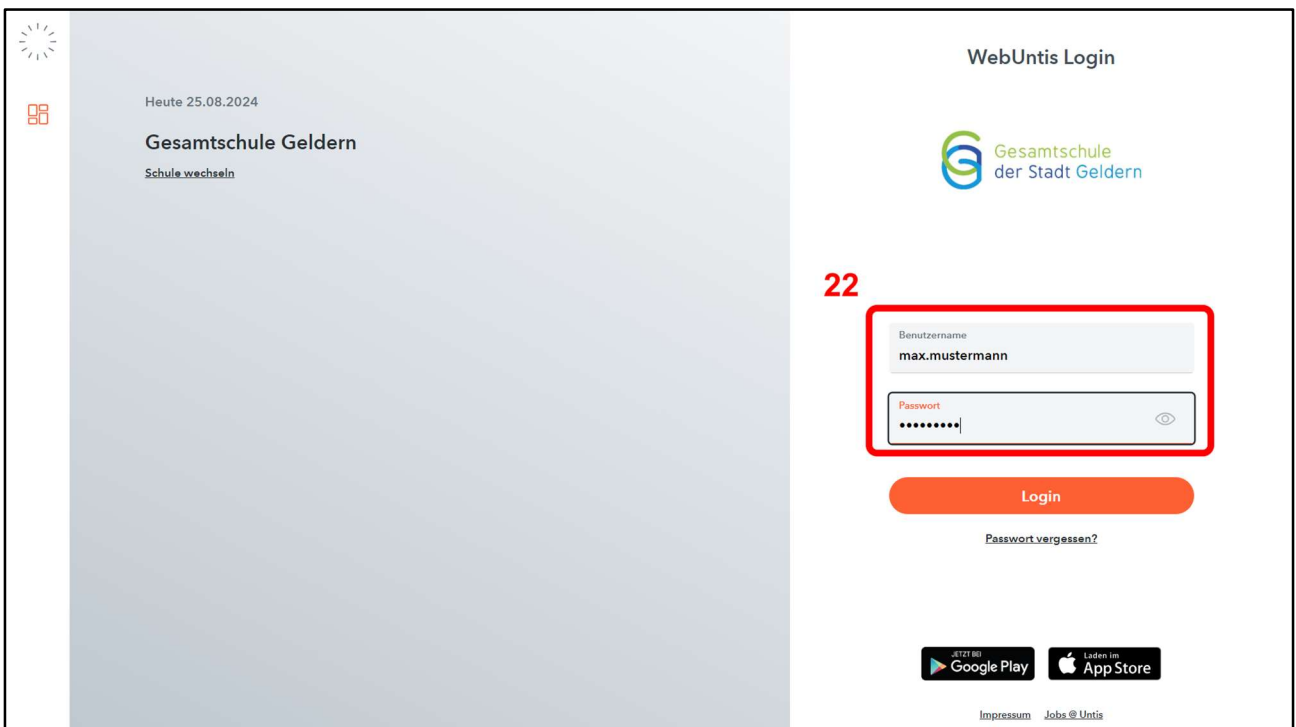 Heute 25.08.2024
Gesamtschule Geldern
Schule wechseln
WebUntis Login
Gesamtschule
der Stadt Geldern
22
Benutzername
max.mustermann
Passwort
•••••••••
Login
Passwort vergessen?
JETZT BEI
Google Play
Laden im
App Store
Impressum Jobs @ Untis